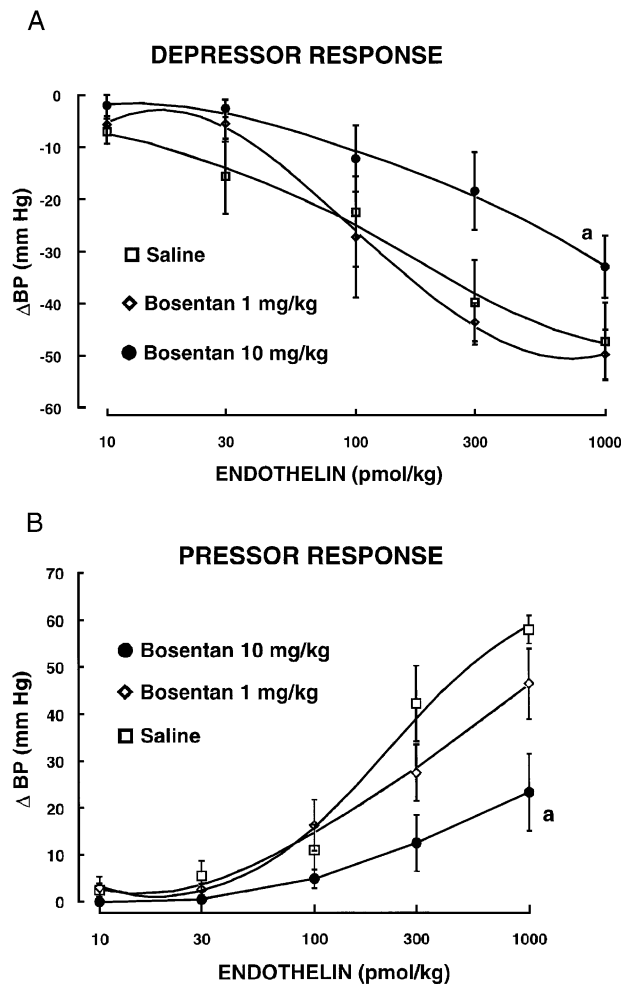 A
DEPRESSOR RESPONSE
0
-10
-20
-30
-40
-50
-60
ΔBP (mm Hg)
a
Saline
Bosentan 1 mg/kg
Bosentan 10 mg/kg
10 30 100 300 1000
ENDOTHELIN (pmol/kg)
B
PRESSOR RESPONSE
70
60
50
40
30
20
10
0
Δ BP (mm Hg)
Bosentan 10 mg/kg
Bosentan 1 mg/kg
Saline
a
10 30 100 300 1000
ENDOTHELIN (pmol/kg)